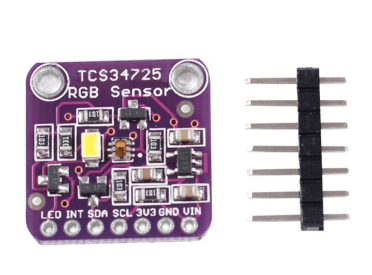 TCS34725
RGB Sensor
LED INT SDA SCL 3V3 GND VIN